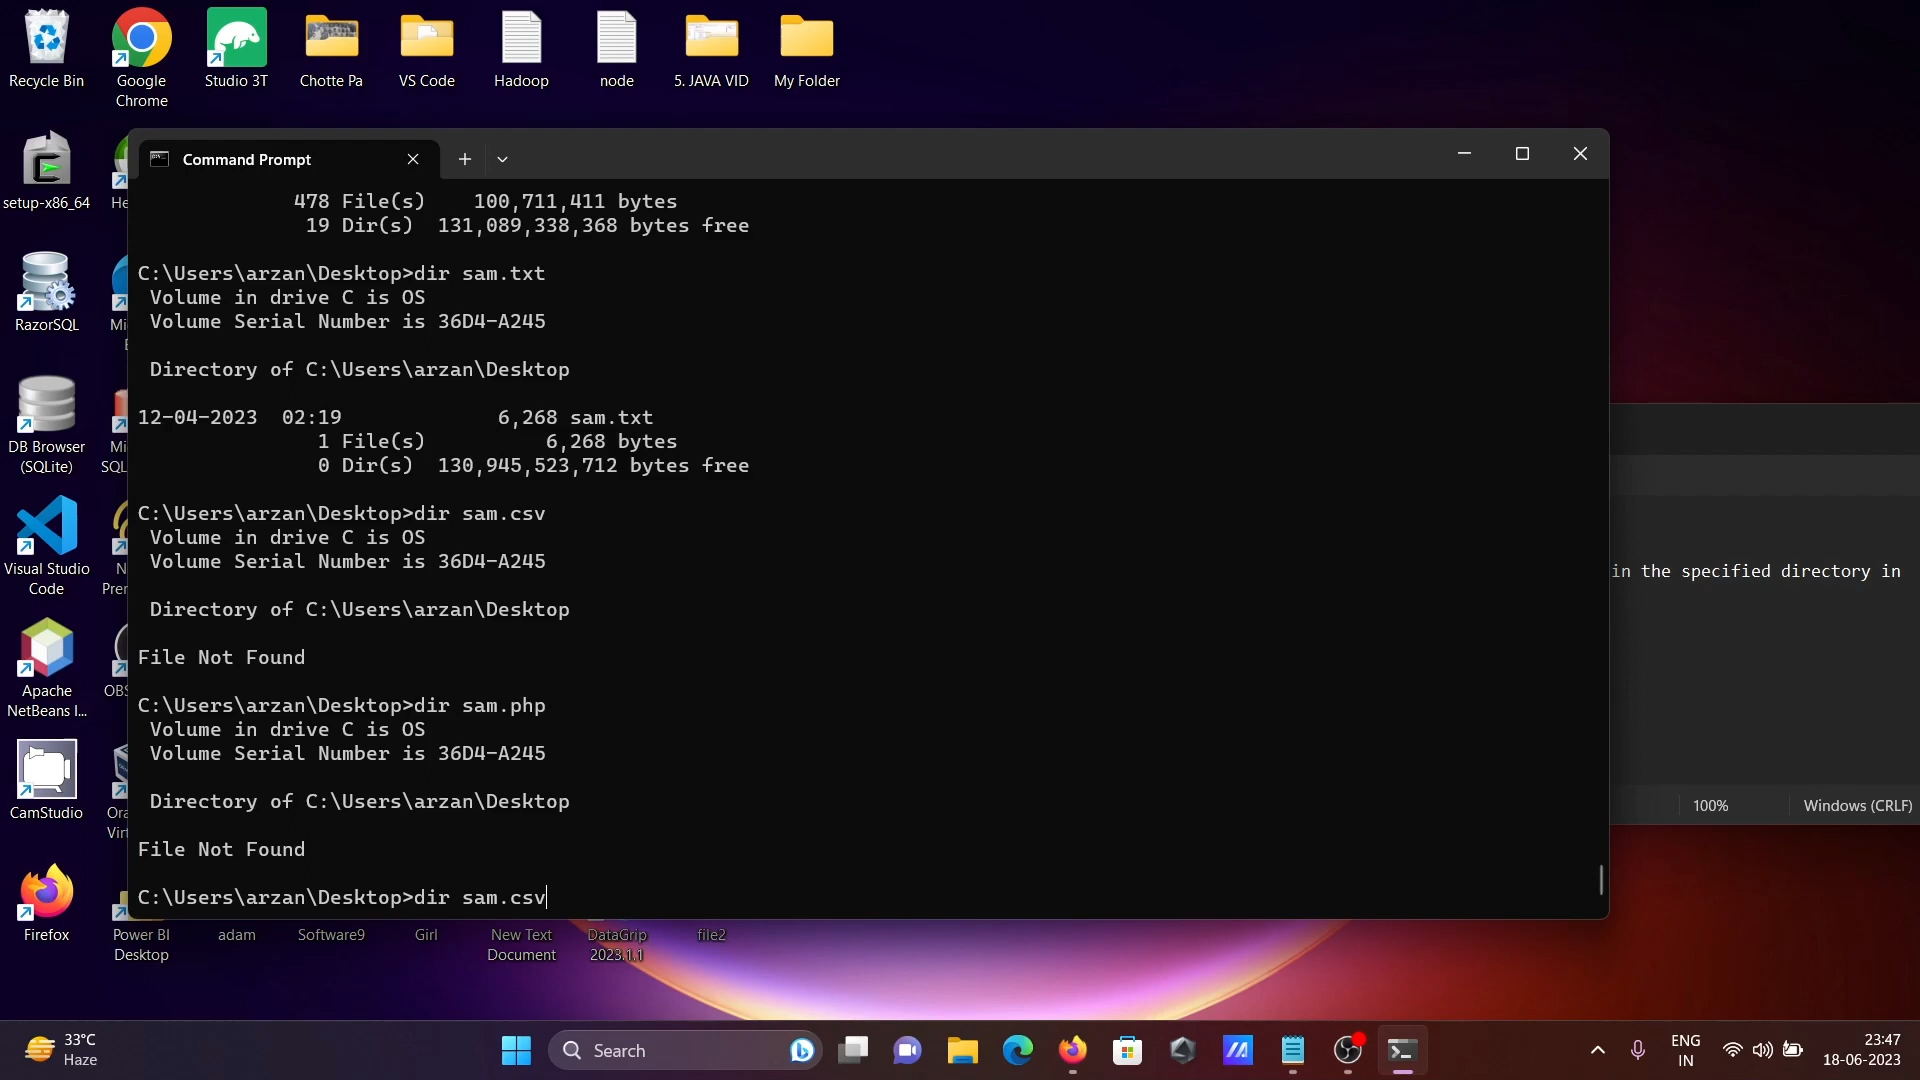 Recycle Bin
Google
Chrome
Studio 3T
Chotte Pa
VS Code
Hadoop
node
5. JAVA VID
My Folder
Command Prompt
478 File(s)    100,711,411 bytes
19 Dir(s)  131,089,338,368 bytes free
C:\Users\arzan\Desktop>dir sam.txt
Volume in drive C is OS
Volume Serial Number is 36D4-A245
Directory of C:\Users\arzan\Desktop
12-04-2023  02:19             6,268 sam.txt
1 File(s)          6,268 bytes
0 Dir(s)  130,945,523,712 bytes free
C:\Users\arzan\Desktop>dir sam.csv
Volume in drive C is OS
Volume Serial Number is 36D4-A245
Directory of C:\Users\arzan\Desktop
File Not Found
C:\Users\arzan\Desktop>dir sam.php
Volume in drive C is OS
Volume Serial Number is 36D4-A245
Directory of C:\Users\arzan\Desktop
File Not Found
C:\Users\arzan\Desktop>dir sam.csv
setup-x86_64
He
RazorSQL
Mi
DB Browser
(SQLite)
Mi
SQL
Visual Studio
Code
N
Pren
Apache
NetBeans I...
OBS
CamStudio
Ora
Virt
Firefox
Power BI
Desktop
adam
Software9
Girl
New Text
Document
DataGrip
2023.1.1
file2
in the specified directory in
100%
Windows (CRLF)
33°C
Haze
Search
ENG
IN
23:47
18-06-2023